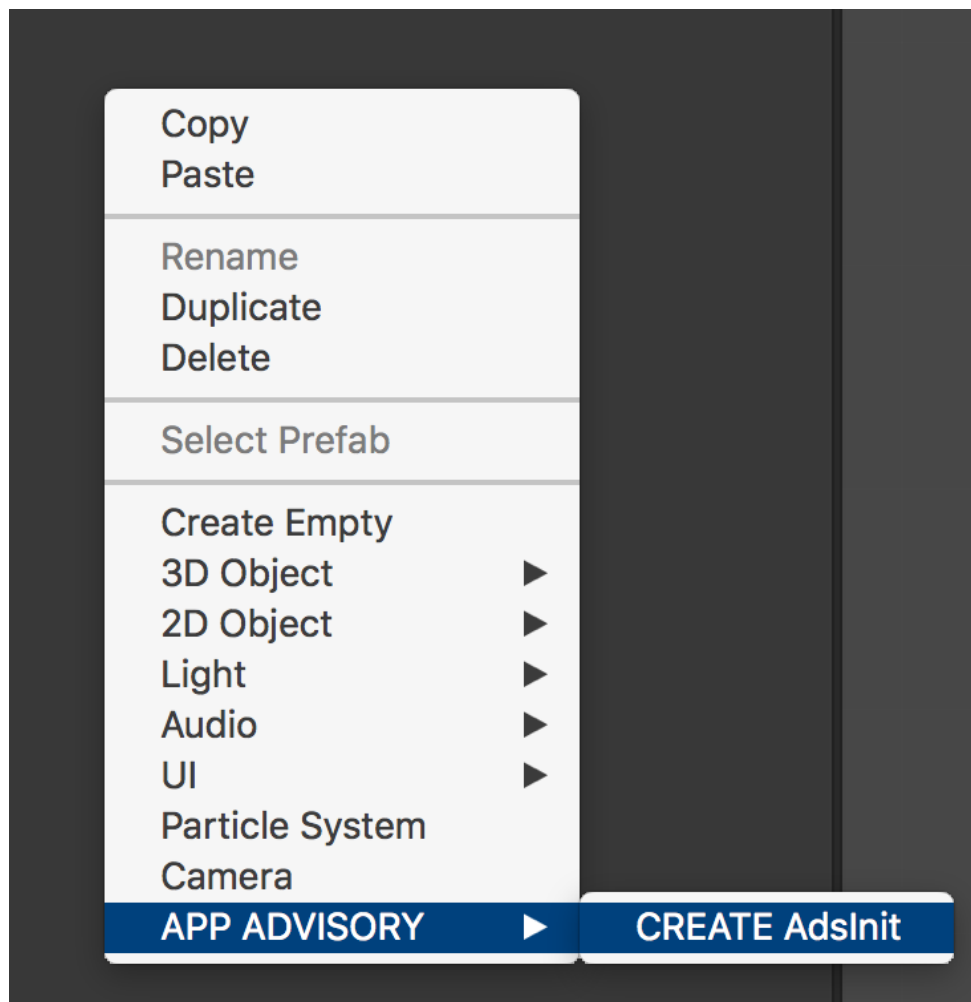 Copy
Paste
Rename
Duplicate
Delete
Select Prefab
Create Empty
3D Object
2D Object
Light
Audio
UI
Particle System
Camera
APP ADVISORY
CREATE AdsInit